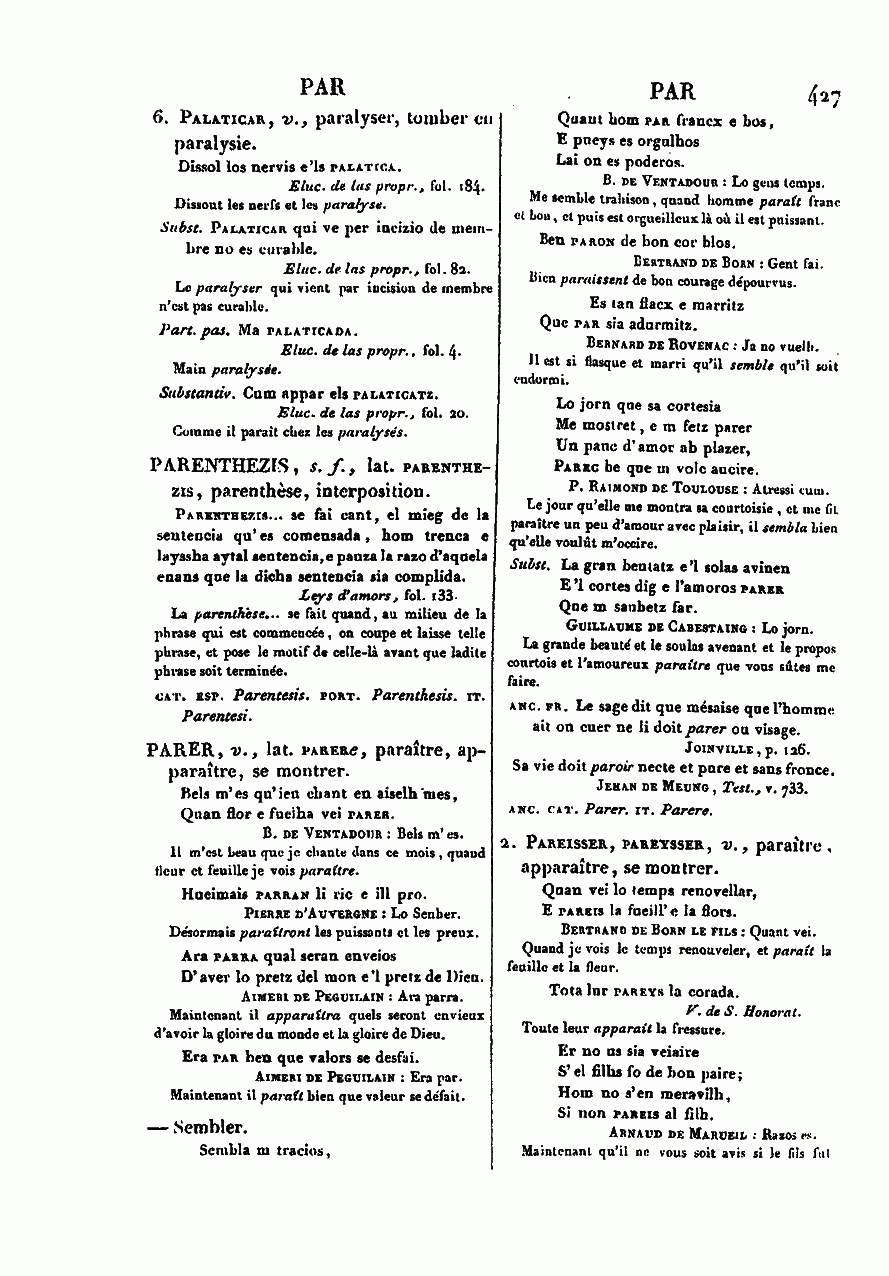 PAR
6. PALATICAR, v., paralyser, tomber en
paralysie.
Dissol los nervis e'ls PALATICA.
Eluc. de las propr., fol. 184.
Dissout les nerfs et les paralyse.
Subst. PALATICAR qui ve per incizio de mem-
bre no es curable.
Eluc. de las propr., fol. 82.
Le paralyser qui vient par incision de membre
n'est pas curable.
Part. pas. Ma PALATICADA.
Eluc. de las propr., fol. 4.
Main paralysée.
Substantiv. Cum appar els PALATICATZ.
Eluc. de las propr., fol. 20.
Comme il paraît chez les paralysés.
PARENTHEZIS, s. f., lat. PARENTHE-
ZIS, parenthèse, interposition.
PARENTHEZIS... se fai cant, el mieg de la
sentencia qu'es comensada, hom trenca e
layssha aytal sentencia, e pauza la razo d'aquela
enans que la dicha sentencia sia complida.
Leys d'amors, fol. 133.
La parenthèse... se fait quand, au milieu de la
phrase qui est commencée, on coupe et laisse telle
phrase, et pose le motif de celle-là avant que ladite
phrase soit terminée.
CAT. ESP. Parentesis. PORT. Parenthesis. IT.
Parentesi.
PARER, v., lat. PARERe, paraître, ap-
paraître, se montrer.
Bels m'es qu'ieu chant en aiselh mes,
Quan flor e fuelha vei PARER.
B. DE VENTADOUR : Bels m'es.
Il m'est beau que je chante dans ce mois, quand
fleur et feuille je vois paraître.
Hueimais PARRAN li ric e ill pro.
PIERRE D'AUVERGNE : Lo Senher.
Désormais paraîtront les puissants et les preux.
Ara PARRA qual seran enveios
D'aver lo pretz del mon e'l pretz de Dieu.
AIMERI DE PEGUILAIN : Ara parra.
Maintenant il apparaîtra quels seront envieux
d'avoir la gloire du monde et la gloire de Dieu.
Era PAR ben que valors se desfai.
AIMERI DE PEGUILAIN : Era par.
Maintenant il paraît bien que valeur se défait.
— Sembler.
Sembla m tracios,
PAR 427
Quant hom PAR francx e bos,
E pueys es orgulhos
Lai on es poderos.
B. DE VENTADOUR : Lo gens temps.
Me semble trahison, quand homme paraît franc
et bon, et puis est orgueilleux là où il est puissant.
Ben PARON de bon cor blos.
BERTRAND DE BORN : Gent fai.
Bien paraissent de bon courage dépourvus.
Es tan flacx e marritz
Que PAR sia adurmitz.
BERNARD DE ROVENAC : Ja no vuelh.
Il est si flasque et marri qu'il semble qu'il soit
endormi.
Lo jorn que sa cortesia
Me mostret, e m fetz parer
Un pauc d'amor ab plazer,
PAREC be que m volc aucire.
P. RAIMOND DE TOULOUSE : Atressi cum.
Le jour qu'elle me montra sa courtoisie, et me fit
paraître un peu d'amour avec plaisir, il sembla bien
qu'elle voulût m'occire.
Subst. La gran beutatz e'l solas avinen
E'l cortes dig e l'amoros PARER
Que m saubetz far.
GUILLAUME DE CABESTAING : Lo jorn.
La grande beauté et le soulas avenant et le propos
courtois et l'amoureux paraître que vous sûtes me
faire.
ANC. FR. Le sage dit que mésaise que l'homme
ait on cuer ne li doit parer ou visage.
JOINVILLE, p. 126.
Sa vie doit paroir necte et pure et sans fronce.
JEHAN DE MEUNG, Test., v. 733.
ANC. CAT. Parer. IT. Parere.
2. PAREISSER, PAREYSSER, v., paraître,
apparaître, se montrer.
Quan vei lo temps renovellar,
E PAREIS la fueill' e la flors.
BERTRAND DE BORN LE FILS : Quant vei.
Quand je vois le temps renouveler, et paraît la
feuille et la fleur.
Tota lur PAREYS la corada.
V. de S. Honorat.
Toute leur apparaît la fressure.
Er no us sia veiaire
S'el filhs fo de bon paire;
Hom no s'en meravilh,
Si non PAREIS al filh.
ARNAUD DE MARUEIL : Razos es.
Maintenant qu'il ne vous soit avis si le fils fut